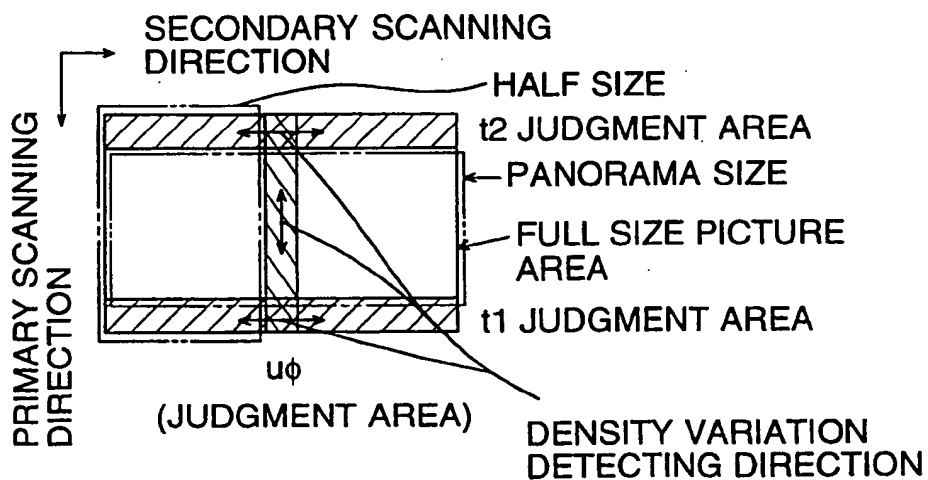 SECONDARY SCANNING
DIRECTION
HALF SIZE
PRIMARY SCANNING
DIRECTION
t2 JUDGMENT AREA
PANORAMA SIZE
FULL SIZE PICTURE
AREA
t1 JUDGMENT AREA
uϕ
(JUDGMENT AREA)
DENSITY VARIATION
DETECTING DIRECTION